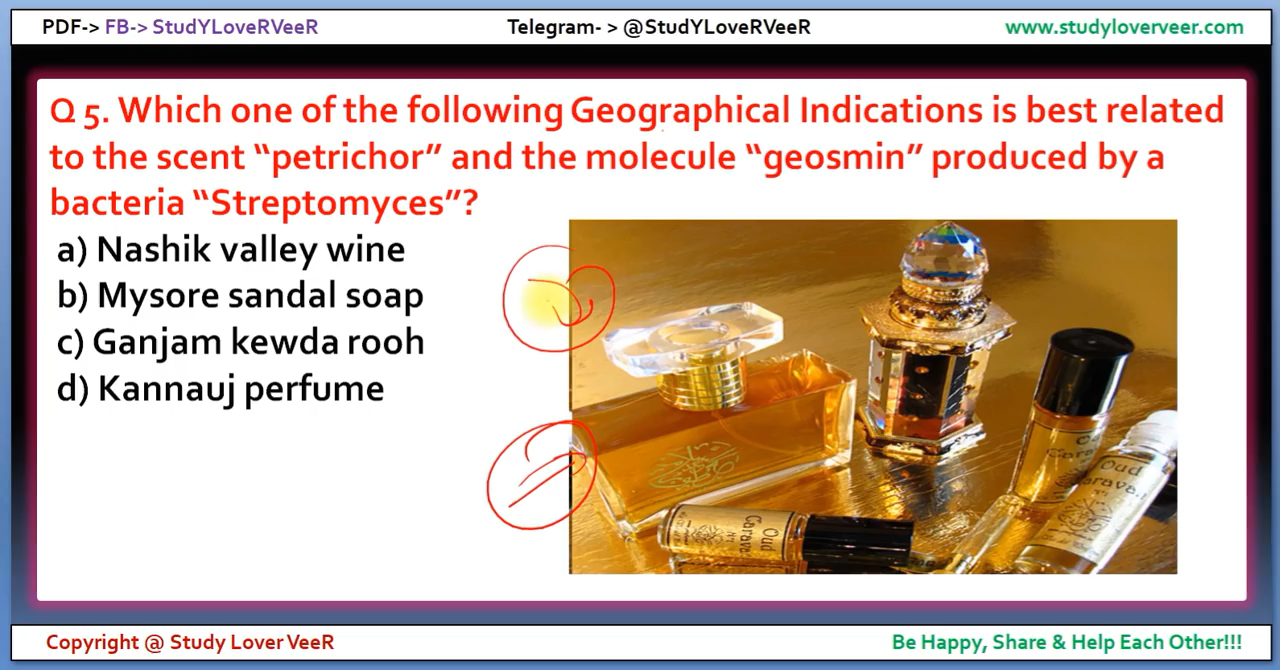 PDF-> FB-> StudYLoveRVeeR
Telegram- > @StudYLoveRVeeR
www.studyloverveer.com
Q 5. Which one of the following Geographical Indications is best related
to the scent “petrichor” and the molecule “geosmin” produced by a
bacteria “Streptomyces”?
a) Nashik valley wine
b) Mysore sandal soap
c) Ganjam kewda rooh
d) Kannauj perfume
Oud
Caravan
Oud
Copyright @ Study Lover VeeR
Be Happy, Share & Help Each Other!!!